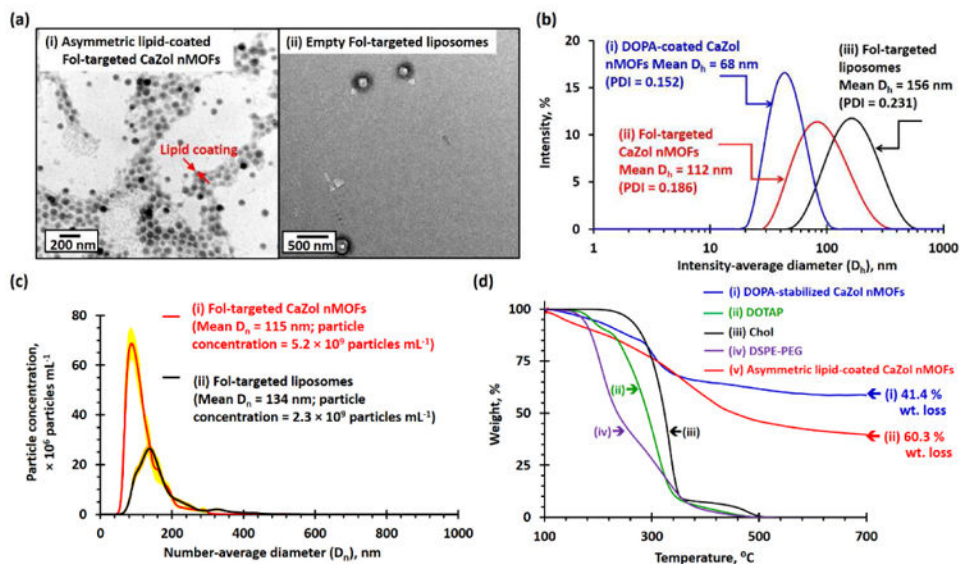 (a)
(i) Asymmetric lipid-coated
Fol-targeted CaZol nMOFs
Lipid coating
200 nm
(ii) Empty Fol-targeted liposomes
500 nm
(b)
20
15
10
5
0
Intensity, %
(i) DOPA-coated CaZol
nMOFs Mean Dₕ = 68 nm
(PDI = 0.152)
(ii) Fol-targeted
CaZol nMOFs
Mean Dₕ = 112 nm
(PDI = 0.186)
(iii) Fol-targeted
liposomes
Mean Dₕ = 156 nm
(PDI = 0.231)
1 10 100 1000
Intensity-average diameter (Dₕ), nm
(c)
80
60
40
20
0
Particle concentration,
× 10⁶ particles mL⁻¹
(i) Fol-targeted CaZol nMOFs
(Mean Dₙ = 115 nm; particle
concentration = 5.2 × 10⁹ particles mL⁻¹)
(ii) Fol-targeted liposomes
(Mean Dₙ = 134 nm; particle
concentration = 2.3 × 10⁹ particles mL⁻¹)
0 200 400 600 800 1000
Number-average diameter (Dₙ), nm
(d)
(i) DOPA-stabilized CaZol nMOFs
(ii) DOTAP
(iii) Chol
(iv) DSPE-PEG
(v) Asymmetric lipid-coated CaZol nMOFs
100
75
50
25
0
Weight, %
(ii)
(iv)
(iii)
(i) 41.4 %
wt. loss
(ii) 60.3 %
wt. loss
100 300 500 700
Temperature, °C